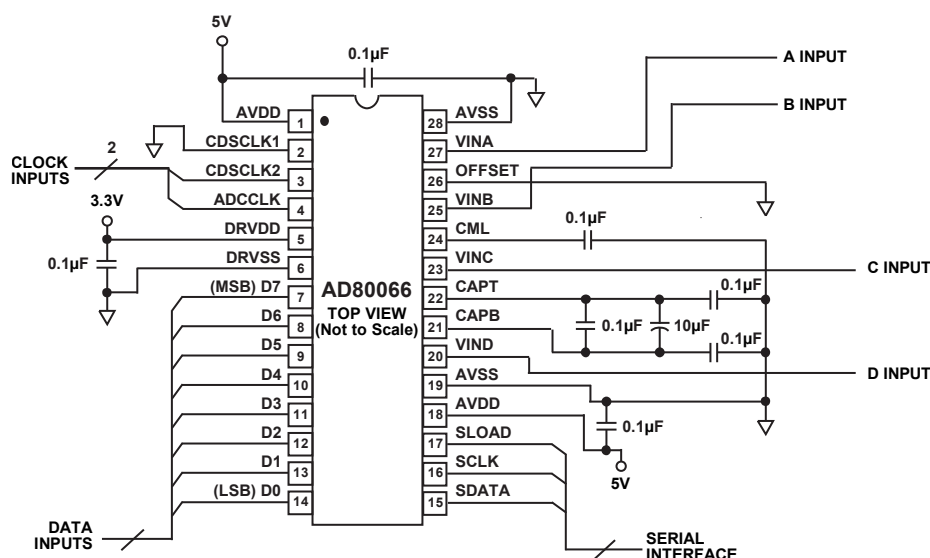 5V
0.1µF
A INPUT
B INPUT
AVDD 1
CDSCLK1 2
CDSCLK2 3
ADCCLK 4
DRVDD 5
DRVSS 6
(MSB) D7 7
D6 8
D5 9
D4 10
D3 11
D2 12
D1 13
(LSB) D0 14
CLOCK
INPUTS
2
3.3V
0.1µF
DATA
INPUTS
AD80066
TOP VIEW
(Not to Scale)
28 AVSS
27 VINA
26 OFFSET
25 VINB
24 CML
23 VINC
22 CAPT
21 CAPB
20 VIND
19 AVSS
18 AVDD
17 SLOAD
16 SCLK
15 SDATA
0.1µF
C INPUT
0.1µF
0.1µF
10µF
0.1µF
D INPUT
0.1µF
5V
SERIAL
INTERFACE